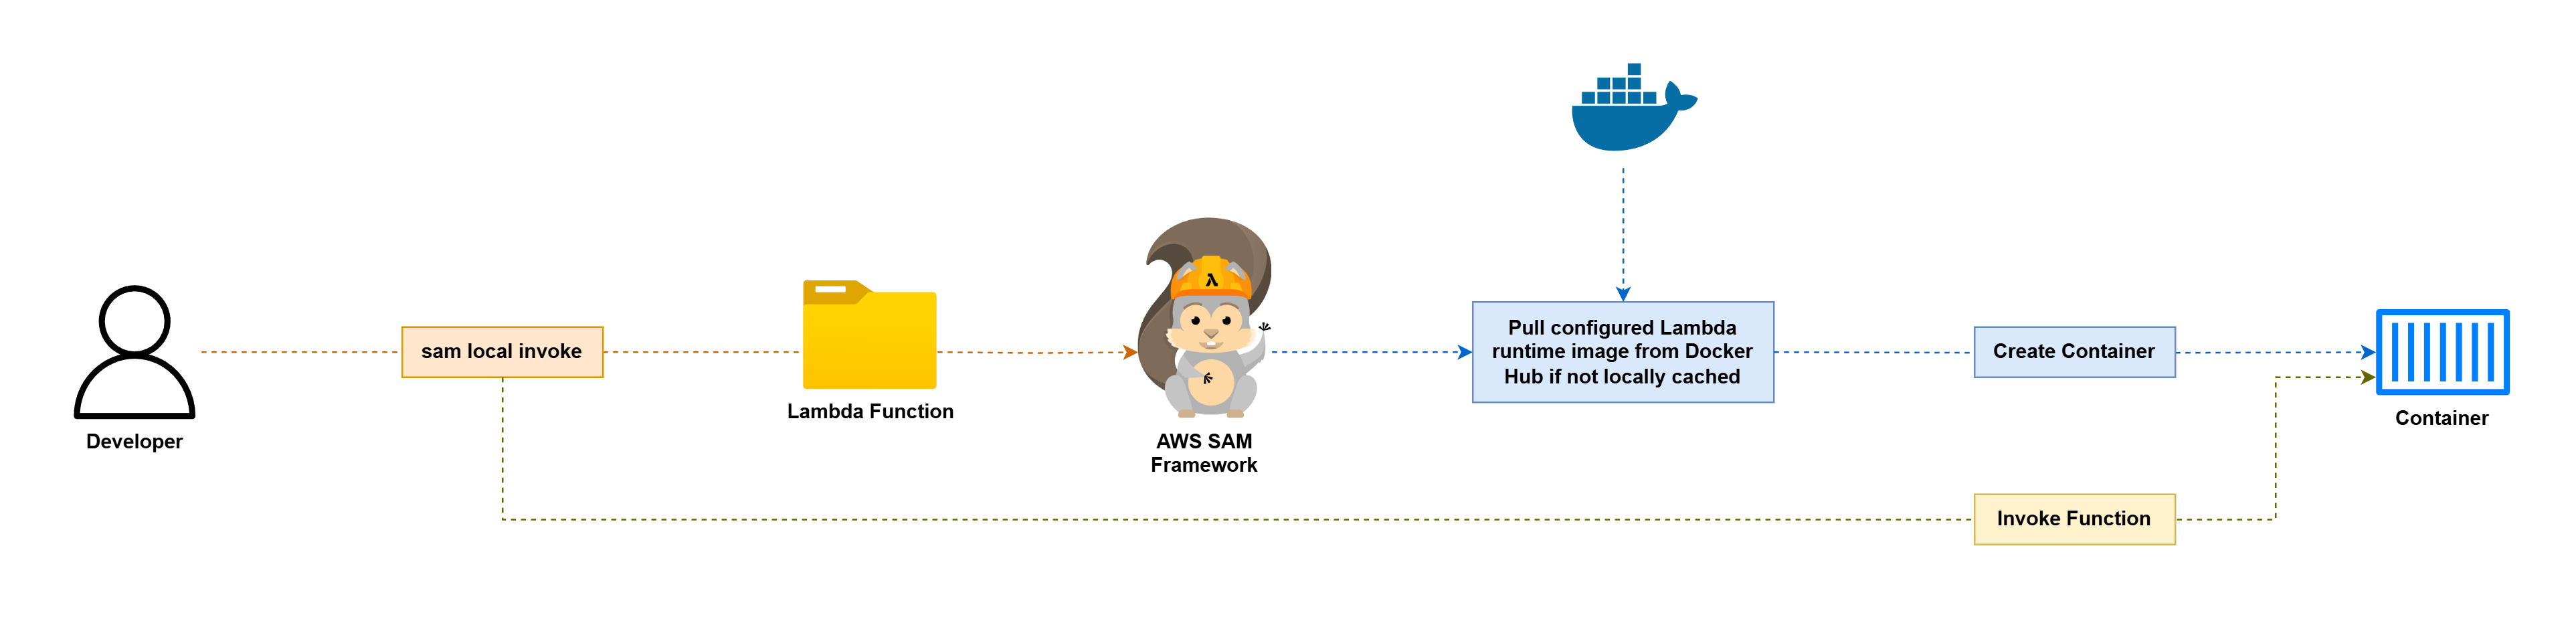 Developer
sam local invoke
Lambda Function
λ
AWS SAM
Framework
Pull configured Lambda
runtime image from Docker
Hub if not locally cached
Create Container
Container
Invoke Function